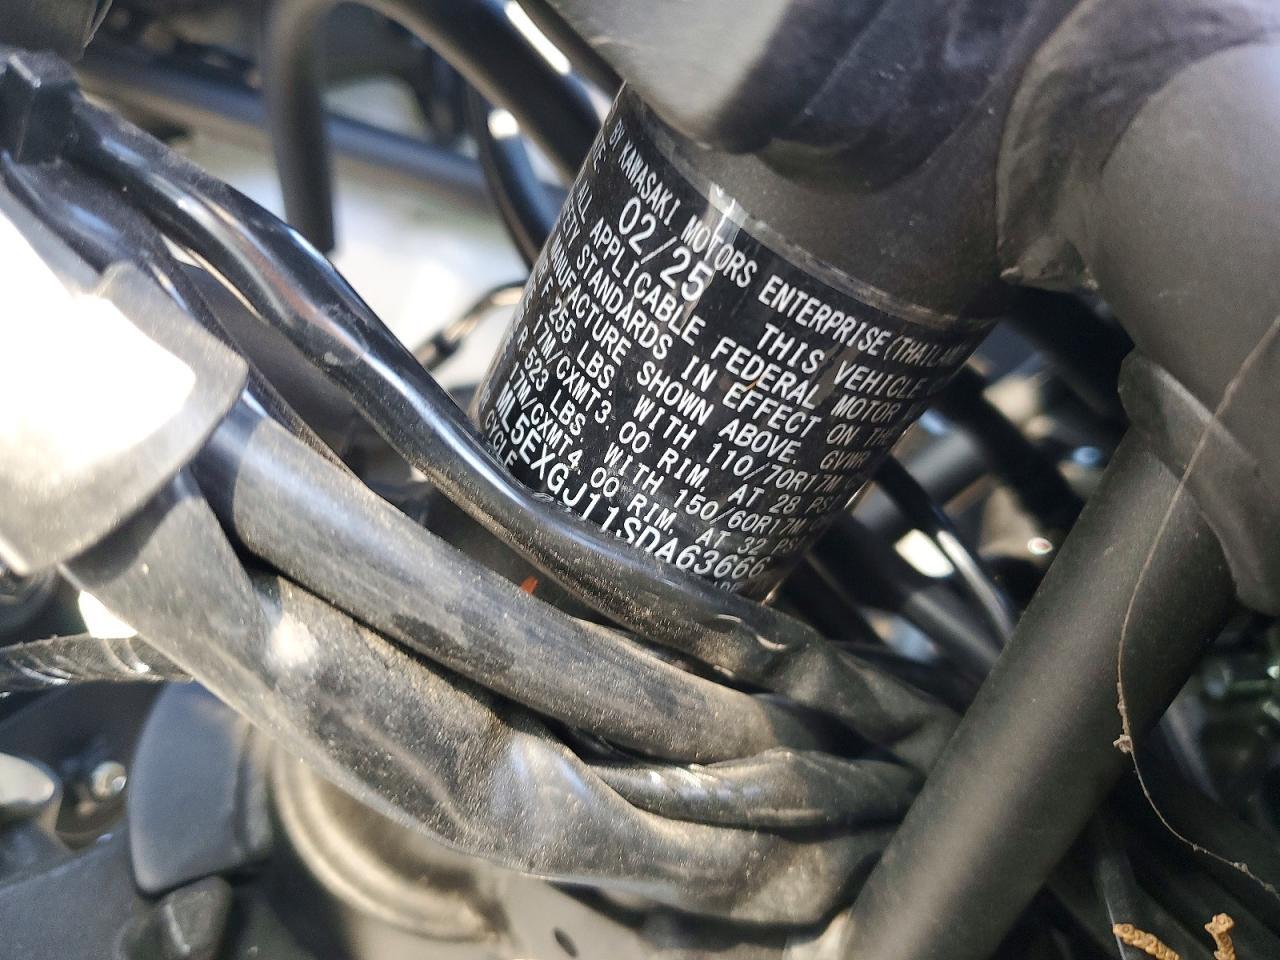 BY KAWASAKI MOTORS ENTERPRISE (THAILAND
02/25 THIS VEHICLE
ALL APPLICABLE FEDERAL MOTOR
STANDARDS IN EFFECT ON THE
MANUFACTURE SHOWN ABOVE. GVWR
F 255 LBS. WITH 110/70R17M
17M/CXMT3.00 RIM, AT 28 PSI
R 523 LBS. WITH 150/60R17M
17M/CXMT4.00 RIM, AT 32 PSI
ML5EXGJ11SDA63666
CYCLE